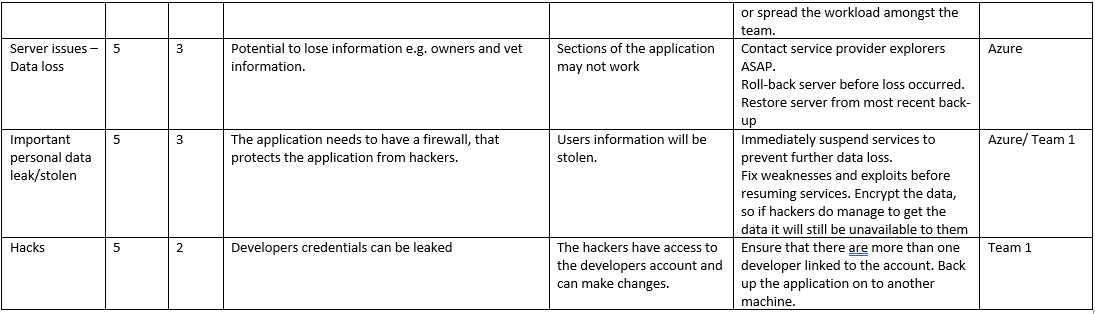 or spread the workload amongst the
team.
Server issues –
Data loss
5
3
Potential to lose information e.g. owners and vet
information.
Sections of the application
may not work
Contact service provider explorers
ASAP.
Roll-back server before loss occurred.
Restore server from most recent back-
up
Azure
Important
personal data
leak/stolen
5
3
The application needs to have a firewall, that
protects the application from hackers.
Users information will be
stolen.
Immediately suspend services to
prevent further data loss.
Fix weaknesses and exploits before
resuming services. Encrypt the data,
so if hackers do manage to get the
data it will still be unavailable to them
Azure/ Team 1
Hacks
5
2
Developers credentials can be leaked
The hackers have access to
the developers account and
can make changes.
Ensure that there are more than one
developer linked to the account. Back
up the application on to another
machine.
Team 1